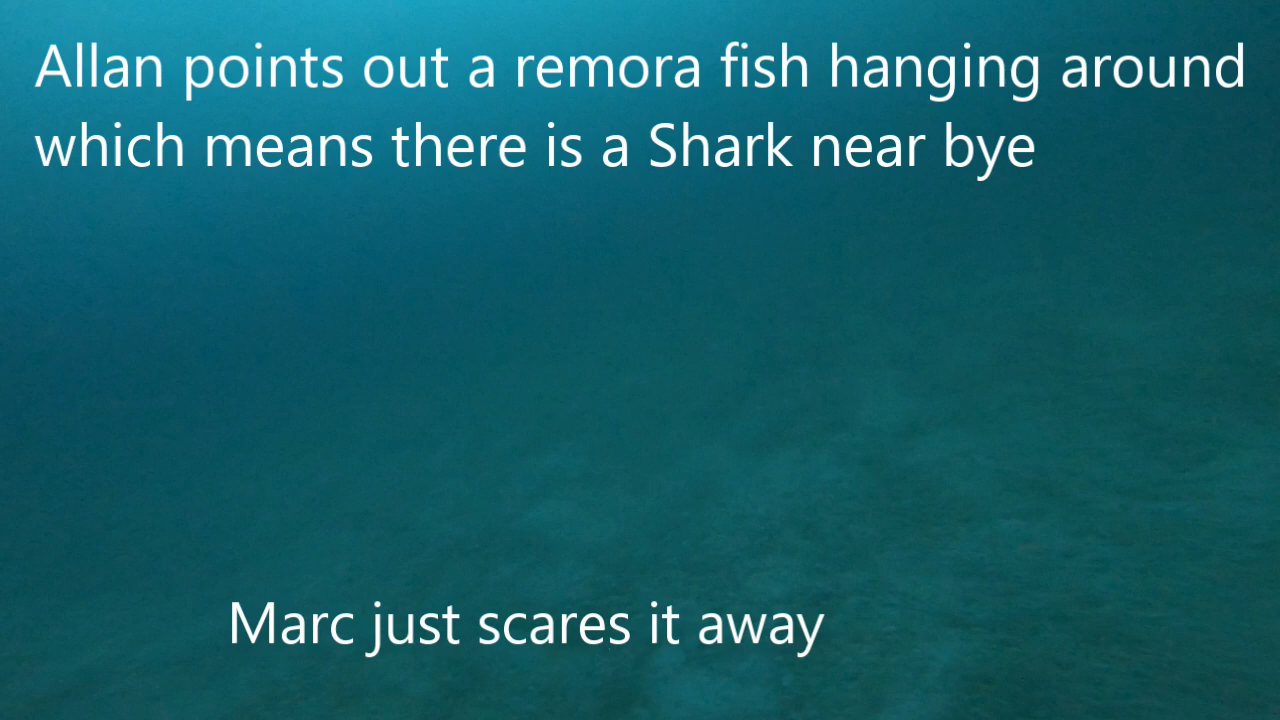 Allan points out a remora fish hanging around
which means there is a Shark near bye
Marc just scares it away